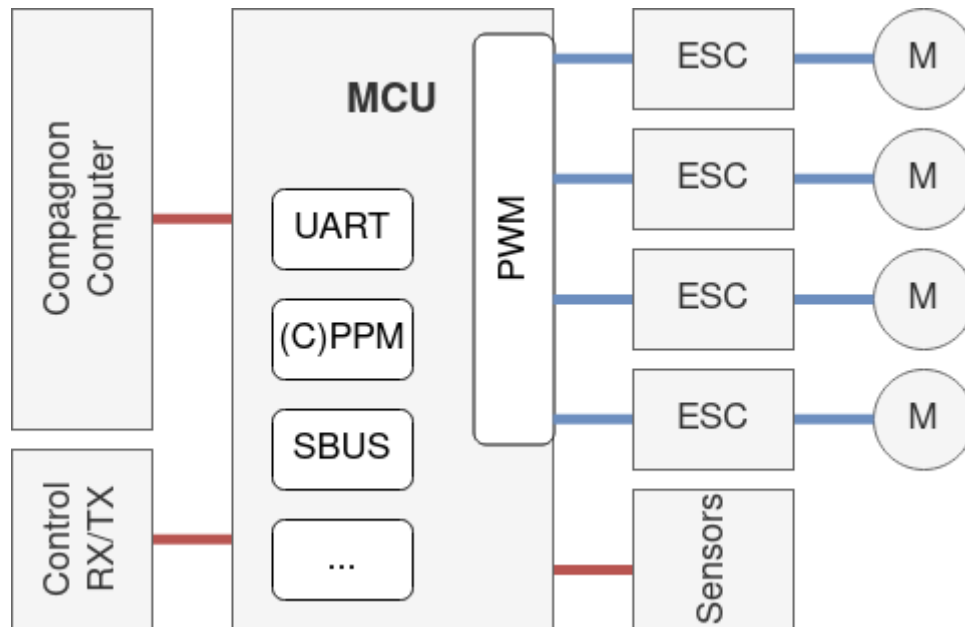 Compagnon
Computer
Control
RX/TX
MCU
UART
(C)PPM
SBUS
...
PWM
ESC
M
ESC
M
ESC
M
ESC
M
Sensors